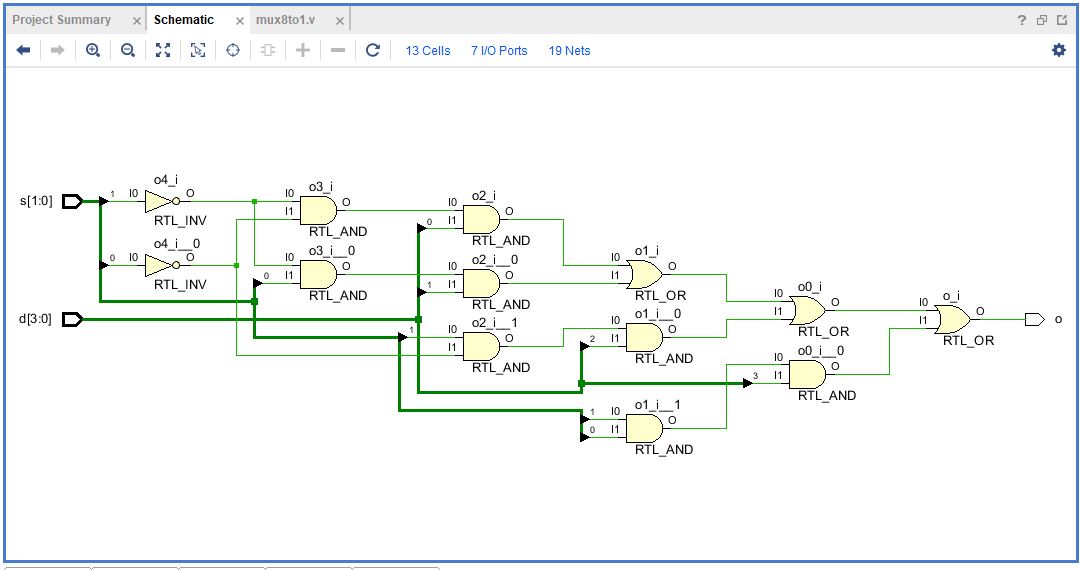 Project Summary × Schematic × mux8to1.v ×
?
13 Cells 7 I/O Ports 19 Nets
s[1:0]
1 I0 o4_i O
RTL_INV
0 I0 o4_i__0 O
RTL_INV
I0 o3_i O
I1
RTL_AND
I0 o3_i__0 O
0 I1
RTL_AND
I0 o2_i O
0 I1
RTL_AND
I0 o2_i__0 O
1 I1
RTL_AND
1 I0 o2_i__1 O
I1
RTL_AND
d[3:0]
I0 o1_i O
I1
RTL_OR
I0 o1_i__0 O
2 I1
RTL_AND
1 I0 o1_i__1 O
0 I1
RTL_AND
I0 o0_i O
I1
RTL_OR
I0 o0_i__0 O
3 I1
RTL_AND
I0 o_i O
I1
RTL_OR
o